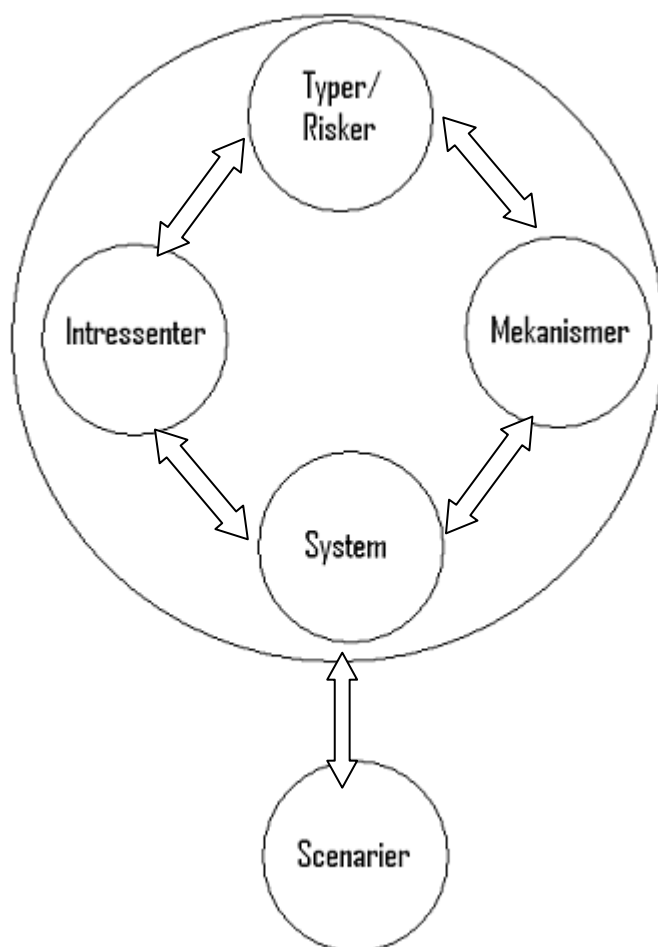 Typer/
Risker
Intressenter
Mekanismer
System
Scenarier